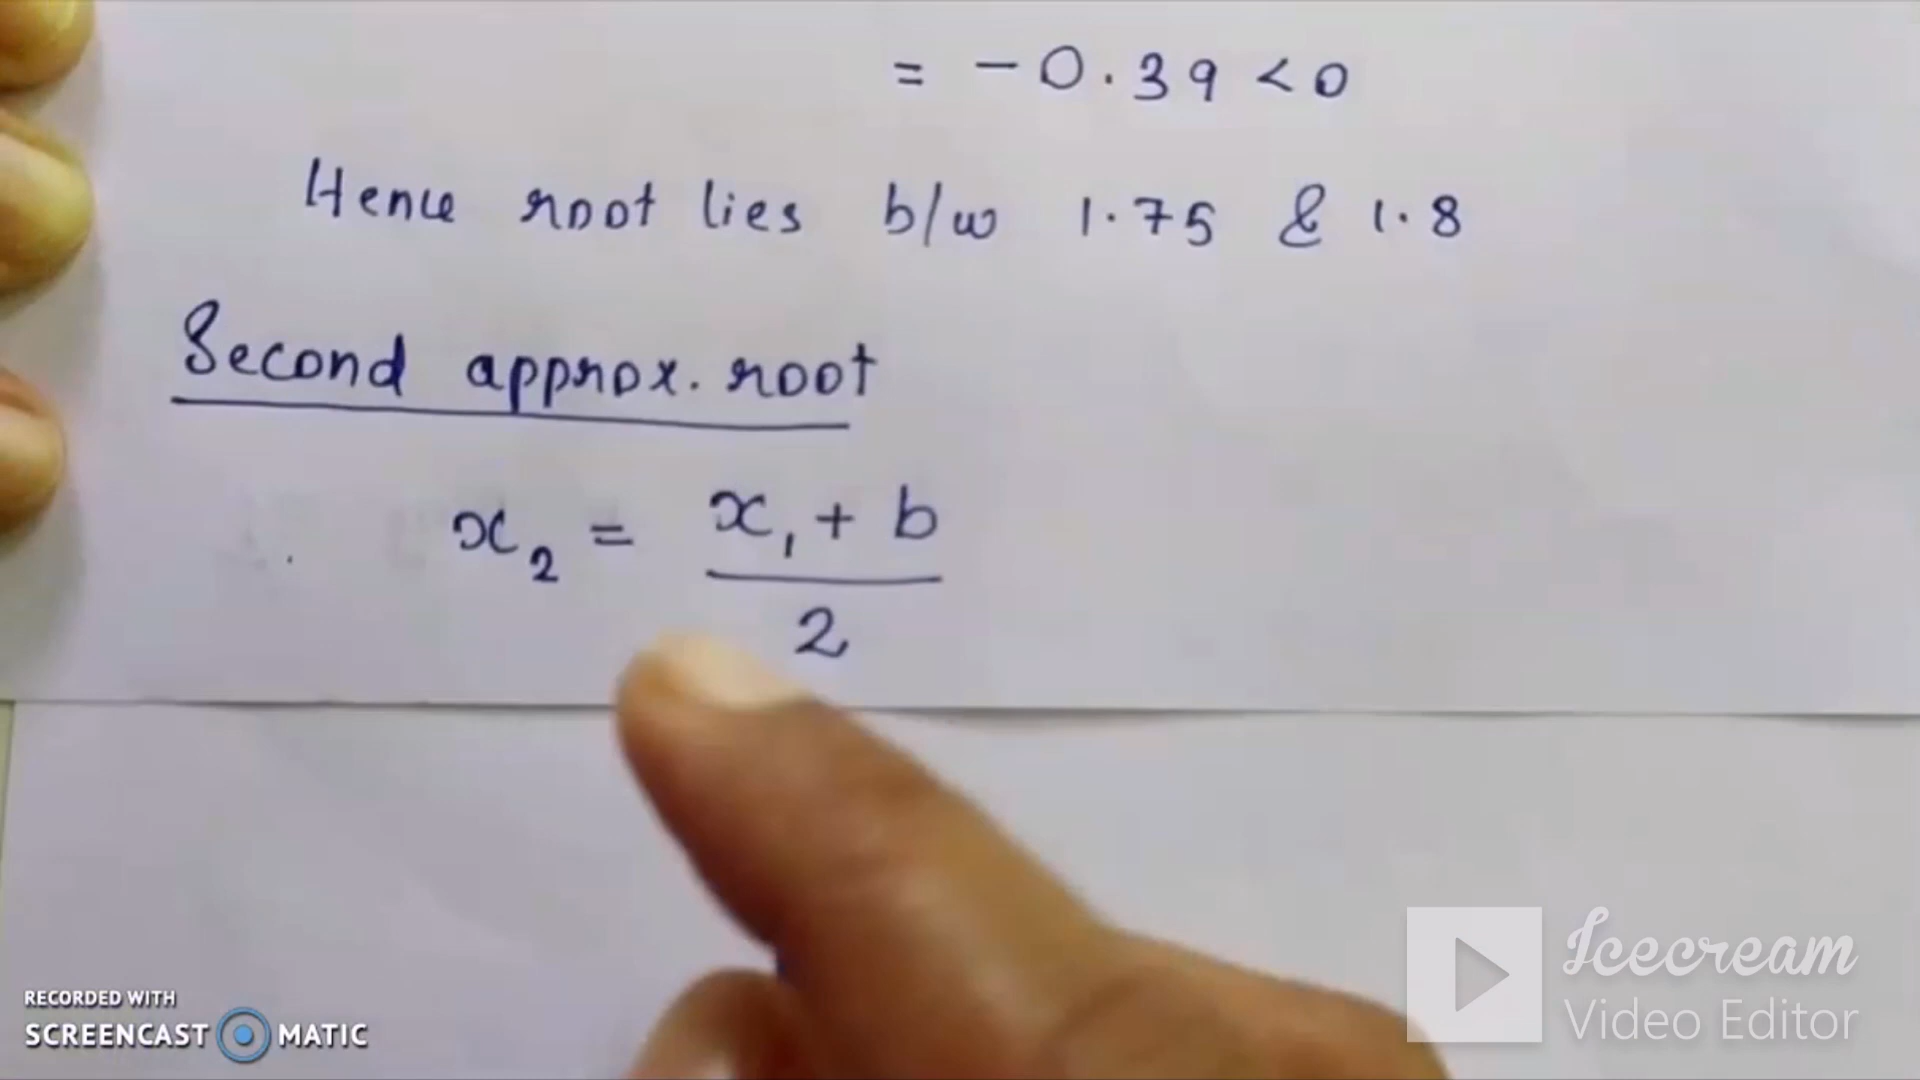 = - 0.39 < 0
Hence root lies b/w 1.75 & 1.8
Second approx. root
x₂ = x₁ + b
2
RECORDED WITH
SCREENCAST MATIC
Icecream
Video Editor